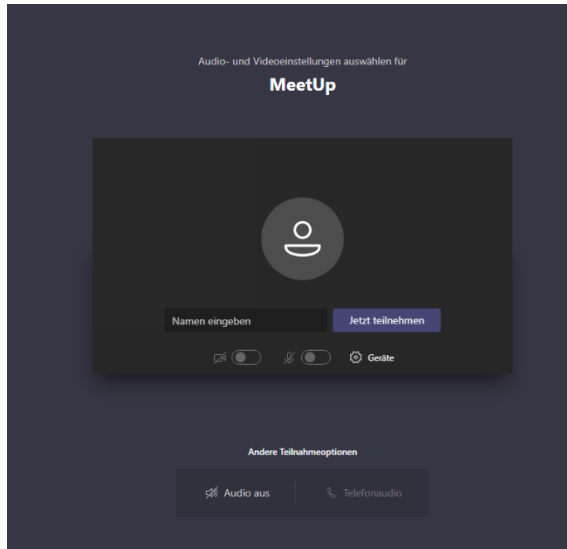 Audio- und Videoeinstellungen auswählen für
MeetUp
Namen eingeben
Jetzt teilnehmen
Geräte
Andere Teilnahmeoptionen
Audio aus
Telefonaudio